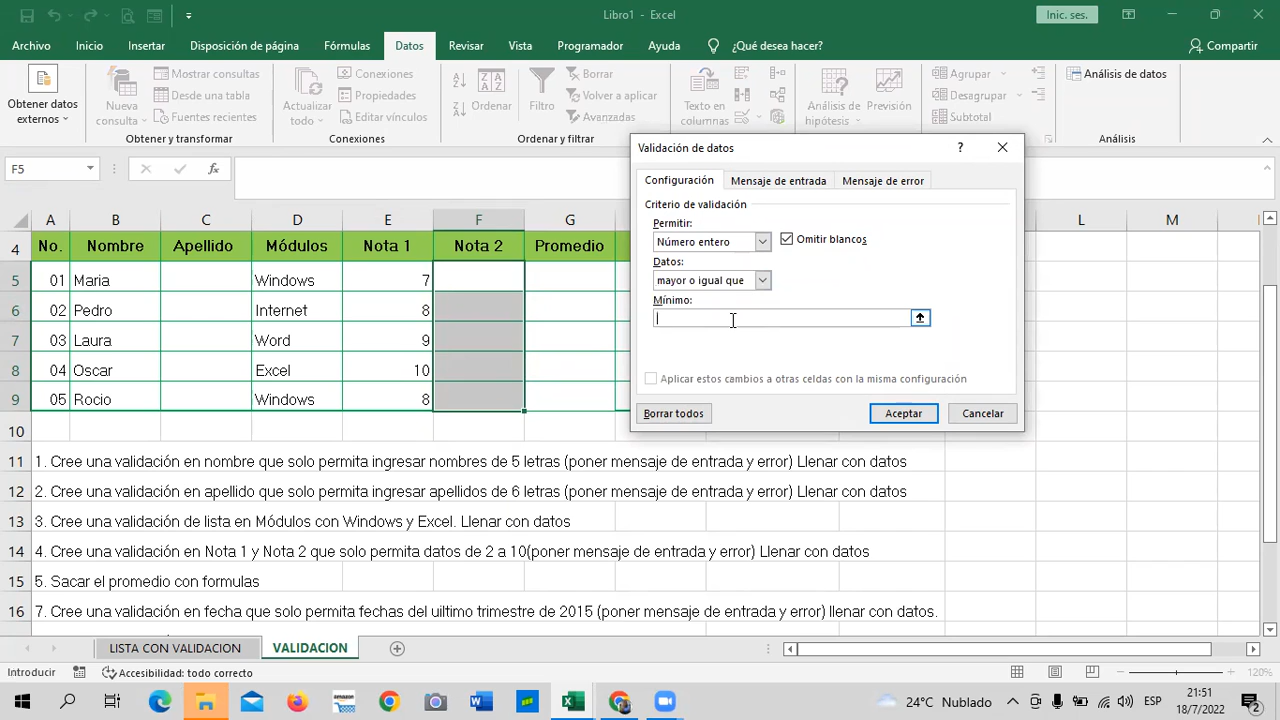 Libro1 - Excel
Inic. ses.
Archivo Inicio Insertar Disposición de página Fórmulas Datos Revisar Vista Programador Ayuda ¿Qué desea hacer? Compartir
Obtener datos externos
Nueva consulta
Mostrar consultas
Desde una tabla
Fuentes recientes
Obtener y transformar
Actualizar todo
Conexiones
Propiedades
Editar vínculos
Conexiones
Ordenar
Filtro
Borrar
Volver a aplicar
Avanzadas
Ordenar y filtrar
Texto en columnas
Análisis de hipótesis
Previsión
Agrupar
Desagrupar
Subtotal
Análisis de datos
Análisis
F5
fx
Validación de datos
?
Configuración Mensaje de entrada Mensaje de error
Criterio de validación
Permitir:
Número entero
Omitir blancos
Datos:
mayor o igual que
Mínimo:
Aplicar estos cambios a otras celdas con la misma configuración
Borrar todos Aceptar Cancelar
A B C D E F G L M
4 No. Nombre Apellido Módulos Nota 1 Nota 2 Promedio
5 01 Maria Windows 7
6 02 Pedro Internet 8
7 03 Laura Word 9
8 04 Oscar Excel 10
9 05 Rocio Windows 8
10
11 1. Cree una validación en nombre que solo permita ingresar nombres de 5 letras (poner mensaje de entrada y error) Llenar con datos
12 2. Cree una validación en apellido que solo permita ingresar apellidos de 6 letras (poner mensaje de entrada y error) Llenar con datos
13 3. Cree una validación de lista en Módulos con Windows y Excel. Llenar con datos
14 4. Cree una validación en Nota 1 y Nota 2 que solo permita datos de 2 a 10(poner mensaje de entrada y error) Llenar con datos
15 5. Sacar el promedio con formulas
16 7. Cree una validación en fecha que solo permita fechas del uiltimo trimestre de 2015 (poner mensaje de entrada y error) llenar con datos.
LISTA CON VALIDACION VALIDACION
Introducir Accesibilidad: todo correcto 120%
24°C Nublado ESP 21:51
18/7/2022 2